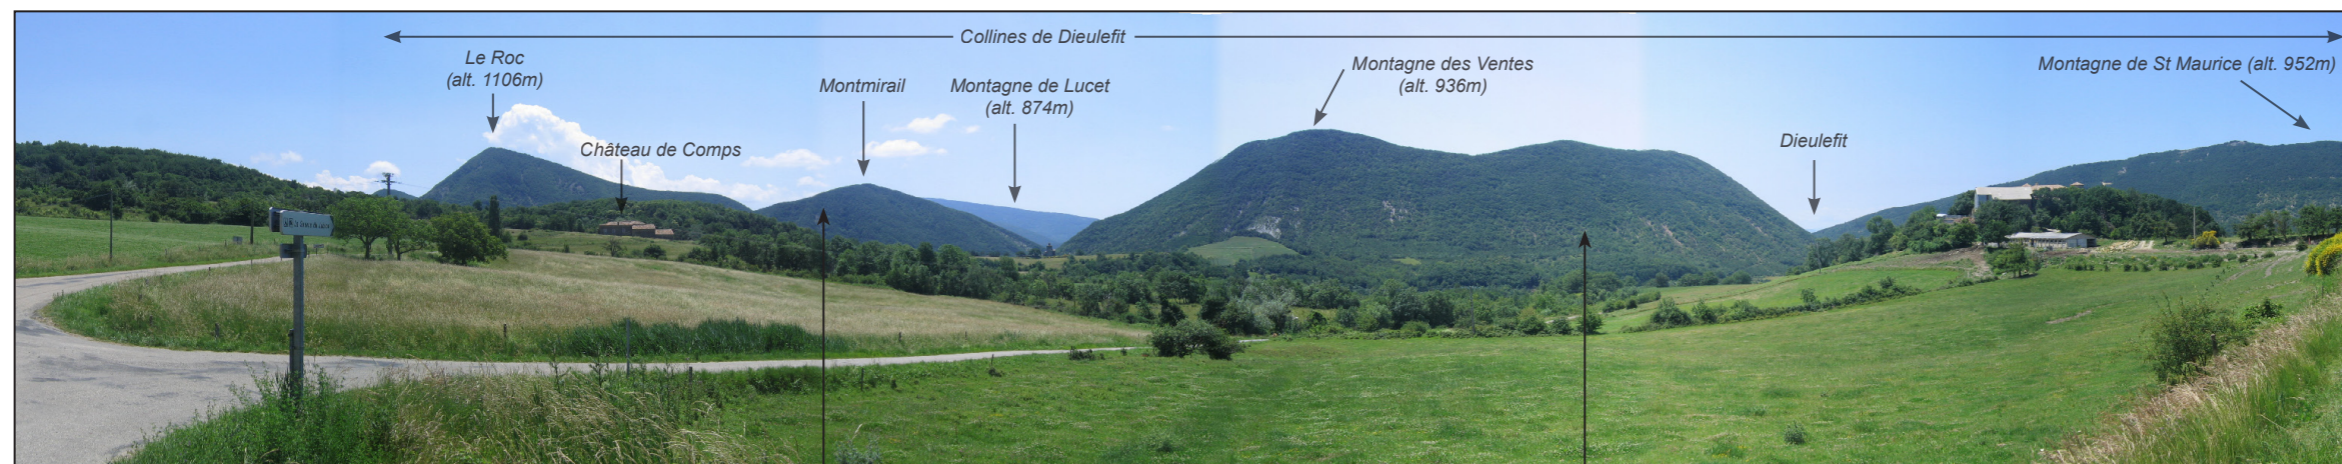 Collines de Dieulefit
Le Roc
(alt. 1106m)
Château de Comps
Montmirail
Montagne de Lucet
(alt. 874m)
Montagne des Ventes
(alt. 936m)
Dieulefit
Montagne de St Maurice (alt. 952m)